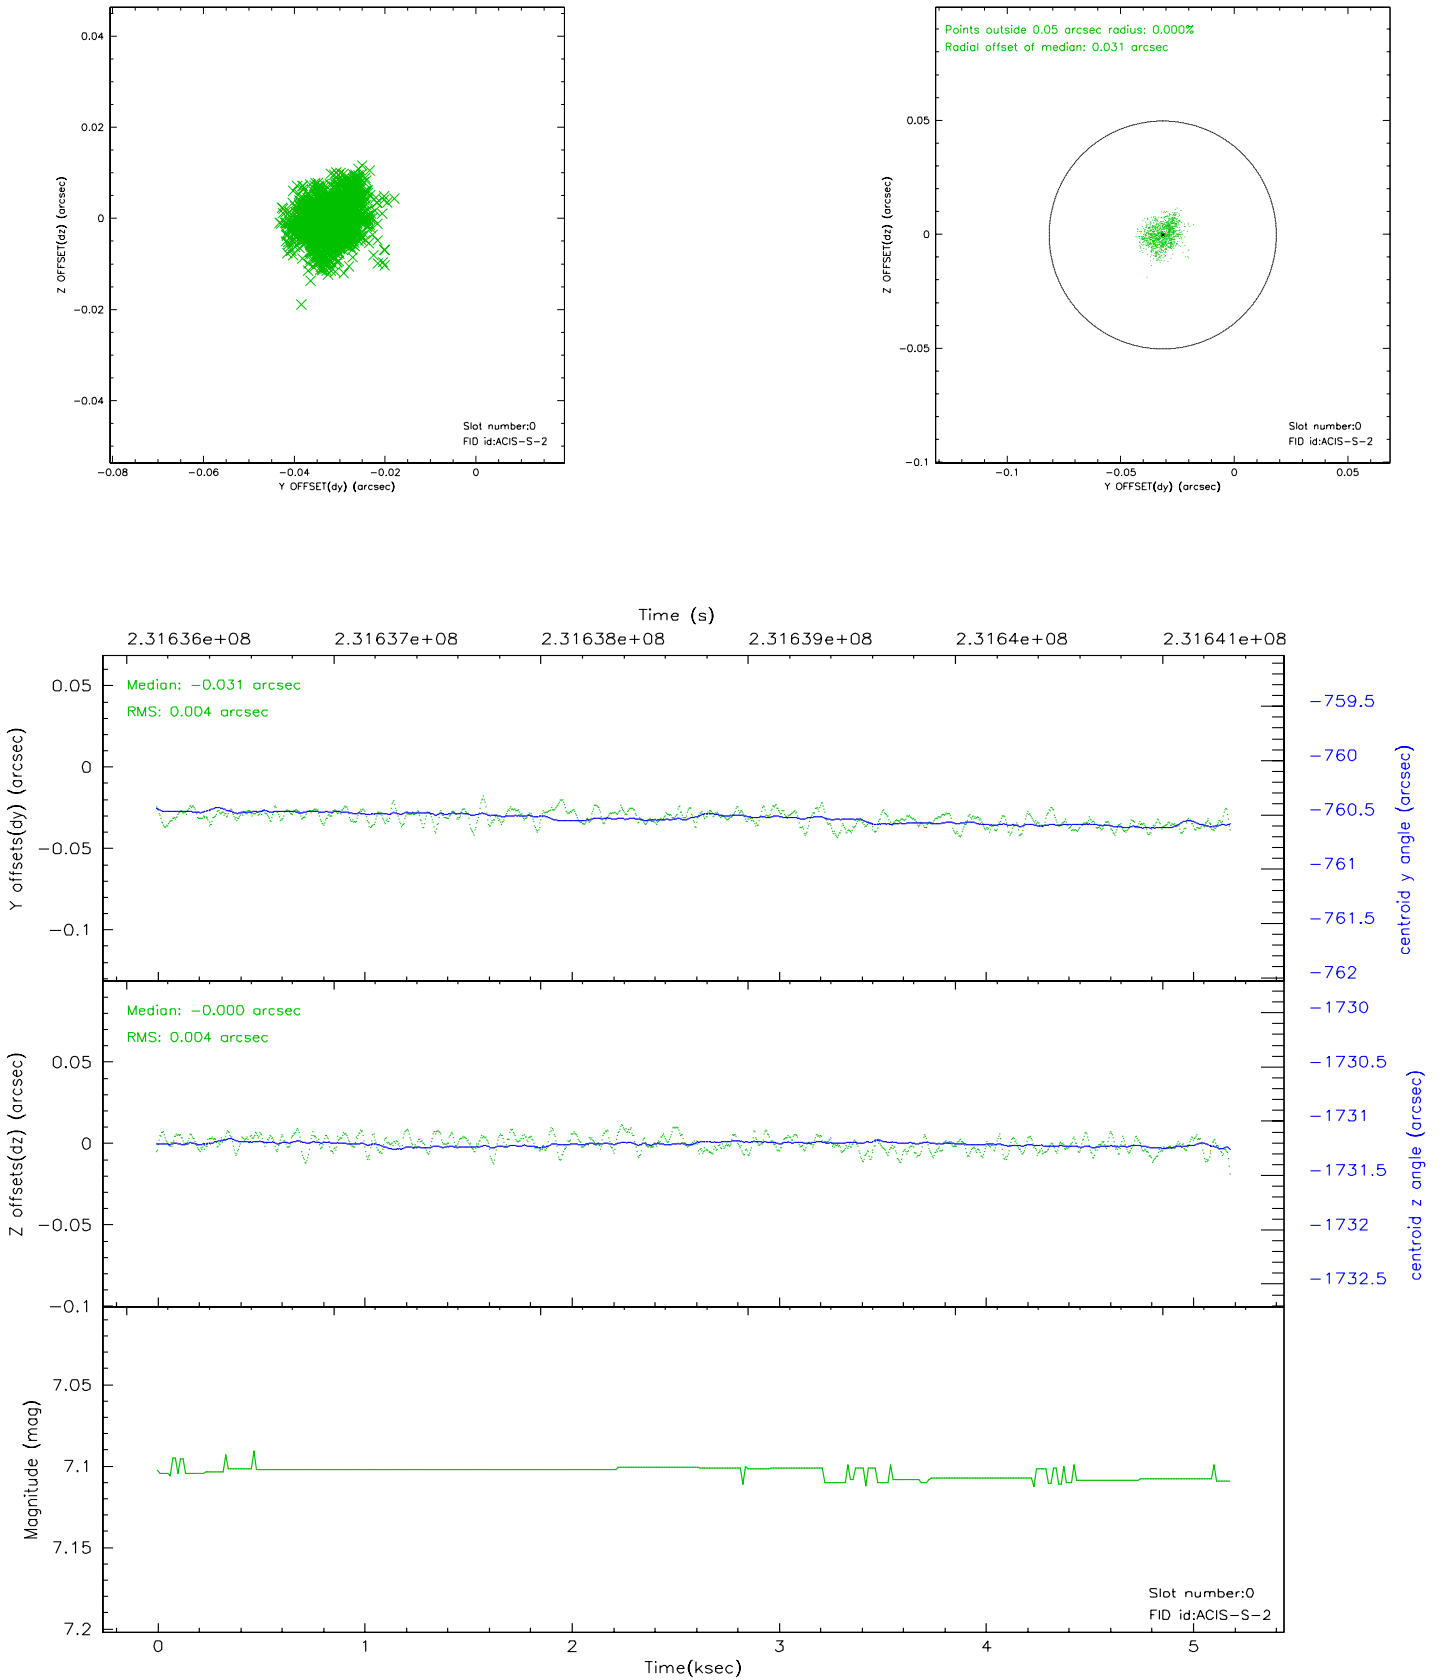 0.04
0.02
0
−0.02
−0.04
Z OFFSET(dz) (arcsec)
Slot number:0
FID id:ACIS−S−2
−0.08
−0.06
−0.04
−0.02
0
Y OFFSET(dy) (arcsec)
Points outside 0.05 arcsec radius: 0.000%
Radial offset of median: 0.031 arcsec
0.05
0
−0.05
−0.1
Z OFFSET(dz) (arcsec)
Slot number:0
FID id:ACIS−S−2
−0.1
−0.05
0
0.05
Y OFFSET(dy) (arcsec)
Time (s)
2.31636e+08
2.31637e+08
2.31638e+08
2.31639e+08
2.3164e+08
2.31641e+08
Median: −0.031 arcsec
RMS: 0.004 arcsec
0.05
0
−0.05
−0.1
Y offsets(dy) (arcsec)
−759.5
−760
−760.5
−761
−761.5
−762
centroid y angle (arcsec)
Median: −0.000 arcsec
RMS: 0.004 arcsec
0.05
0
−0.05
−0.1
Z offsets(dz) (arcsec)
−1730
−1730.5
−1731
−1731.5
−1732
−1732.5
centroid z angle (arcsec)
7.05
7.1
7.15
7.2
Magnitude (mag)
Slot number:0
FID id:ACIS−S−2
0
1
2
3
4
5
Time(ksec)